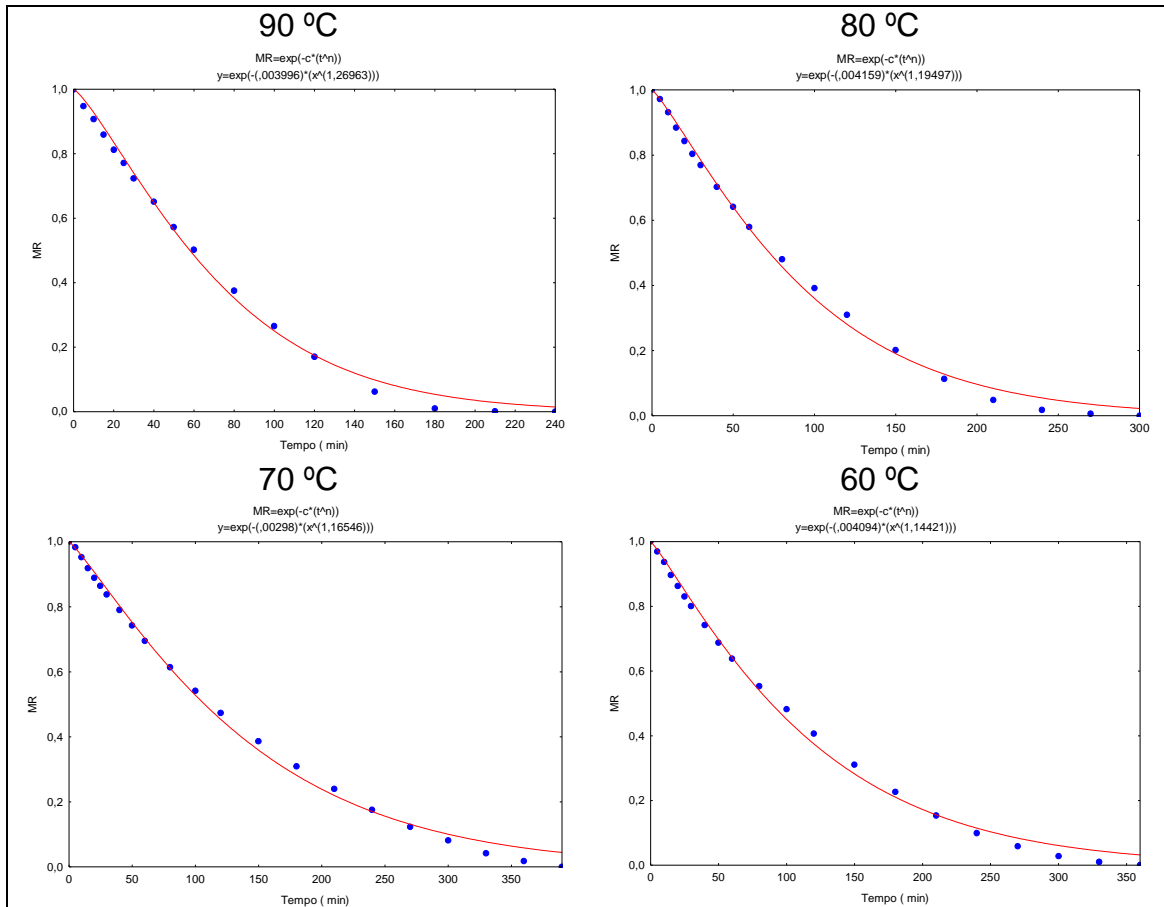 90 ºC
MR=exp(-c*(t^n))
y=exp(-(,003996)*(x^(1,26963)))
1,0
0,8
0,6
0,4
0,2
0,0
MR
0 20 40 60 80 100 120 140 160 180 200 220 240
Tempo ( min)
80 ºC
MR=exp(-c*(t^n))
y=exp(-(,004159)*(x^(1,19497)))
1,0
0,8
0,6
0,4
0,2
0,0
MR
0 50 100 150 200 250 300
Tempo ( min)
70 ºC
MR=exp(-c*(t^n))
y=exp(-(,00298)*(x^(1,16546)))
1,0
0,8
0,6
0,4
0,2
0,0
MR
0 50 100 150 200 250 300 350
Tempo ( min)
60 ºC
MR=exp(-c*(t^n))
y=exp(-(,004094)*(x^(1,14421)))
1,0
0,8
0,6
0,4
0,2
0,0
MR
0 50 100 150 200 250 300 350
Tempo ( min)